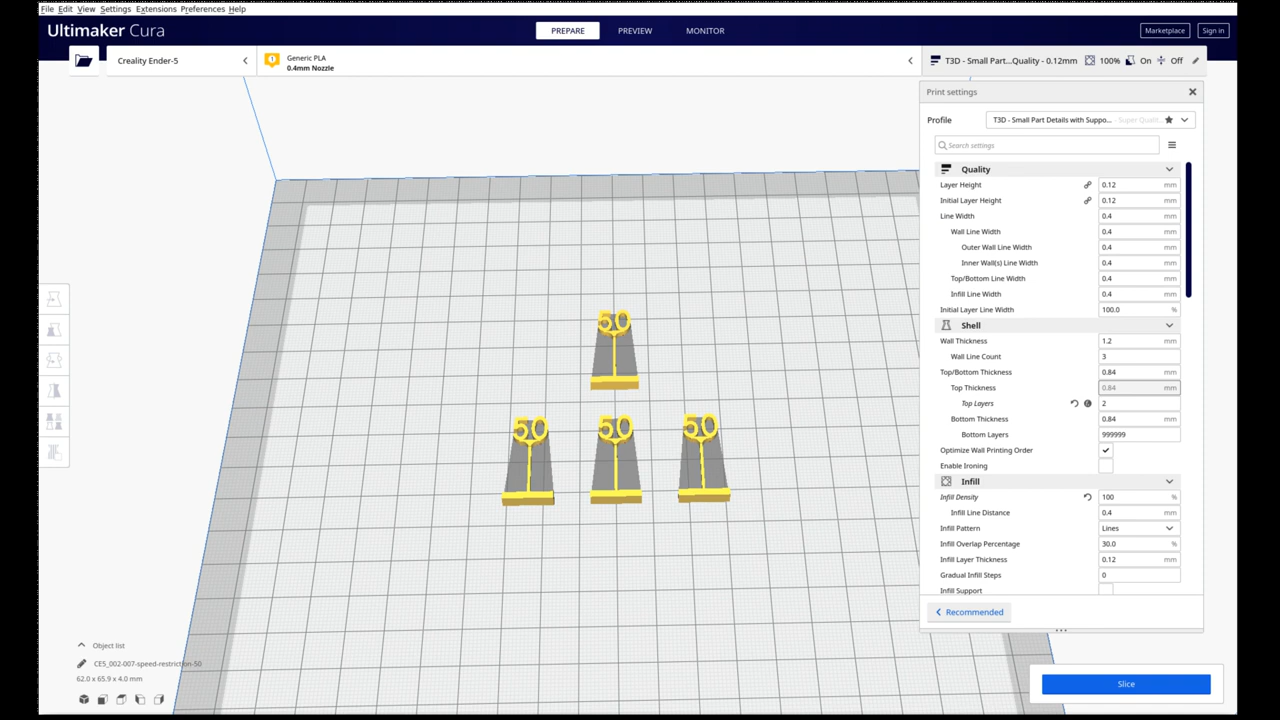 File Edit View Settings Extensions Preferences Help
Ultimaker Cura PREPARE PREVIEW MONITOR Marketplace Sign in
Creality Ender-5
1 Generic PLA
0.4mm Nozzle
T3D - Small Part...Quality - 0.12mm 100% On Off
Print settings
Profile T3D - Small Part Details with Suppo... - Super Qualit...
Search settings
Quality
Layer Height 0.12 mm
Initial Layer Height 0.12 mm
Line Width 0.4 mm
Wall Line Width 0.4 mm
Outer Wall Line Width 0.4 mm
Inner Wall(s) Line Width 0.4 mm
Top/Bottom Line Width 0.4 mm
Infill Line Width 0.4 mm
Initial Layer Line Width 100.0 %
Shell
Wall Thickness 1.2 mm
Wall Line Count 3
Top/Bottom Thickness 0.84 mm
Top Thickness 0.84 mm
Top Layers 2
Bottom Thickness 0.84 mm
Bottom Layers 999999
Optimize Wall Printing Order
Enable Ironing
Infill
Infill Density 100 %
Infill Line Distance 0.4 mm
Infill Pattern Lines
Infill Overlap Percentage 30.0 %
Infill Layer Thickness 0.12 mm
Gradual Infill Steps 0
Infill Support
Recommended
50
50 50 50
Object list
CE5_002-007-speed-restriction-50
62.0 x 65.9 x 4.0 mm
Slice